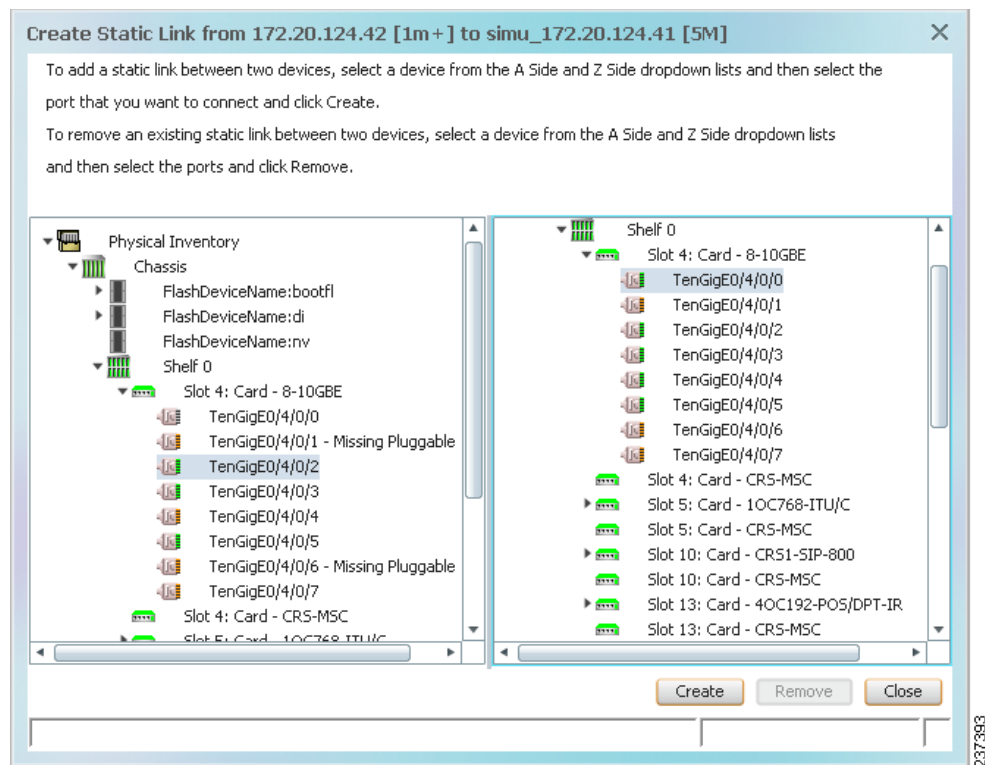 Create Static Link from 172.20.124.42 [1m+] to simu_172.20.124.41 [5M]
To add a static link between two devices, select a device from the A Side and Z Side dropdown lists and then select the
port that you want to connect and click Create.
To remove an existing static link between two devices, select a device from the A Side and Z Side dropdown lists
and then select the ports and click Remove.
Physical Inventory
Chassis
FlashDeviceName:bootfl
FlashDeviceName:di
FlashDeviceName:nv
Shelf 0
Slot 4: Card - 8-10GBE
TenGigE0/4/0/0
TenGigE0/4/0/1 - Missing Pluggable
TenGigE0/4/0/2
TenGigE0/4/0/3
TenGigE0/4/0/4
TenGigE0/4/0/5
TenGigE0/4/0/6 - Missing Pluggable
TenGigE0/4/0/7
Slot 4: Card - CRS-MSC
Slot 5: Card - 1OC768-ITU/C
Shelf 0
Slot 4: Card - 8-10GBE
TenGigE0/4/0/0
TenGigE0/4/0/1
TenGigE0/4/0/2
TenGigE0/4/0/3
TenGigE0/4/0/4
TenGigE0/4/0/5
TenGigE0/4/0/6
TenGigE0/4/0/7
Slot 4: Card - CRS-MSC
Slot 5: Card - 1OC768-ITU/C
Slot 5: Card - CRS-MSC
Slot 10: Card - CRS1-SIP-800
Slot 10: Card - CRS-MSC
Slot 13: Card - 4OC192-POS/DPT-IR
Slot 13: Card - CRS-MSC
Create
Remove
Close
237393